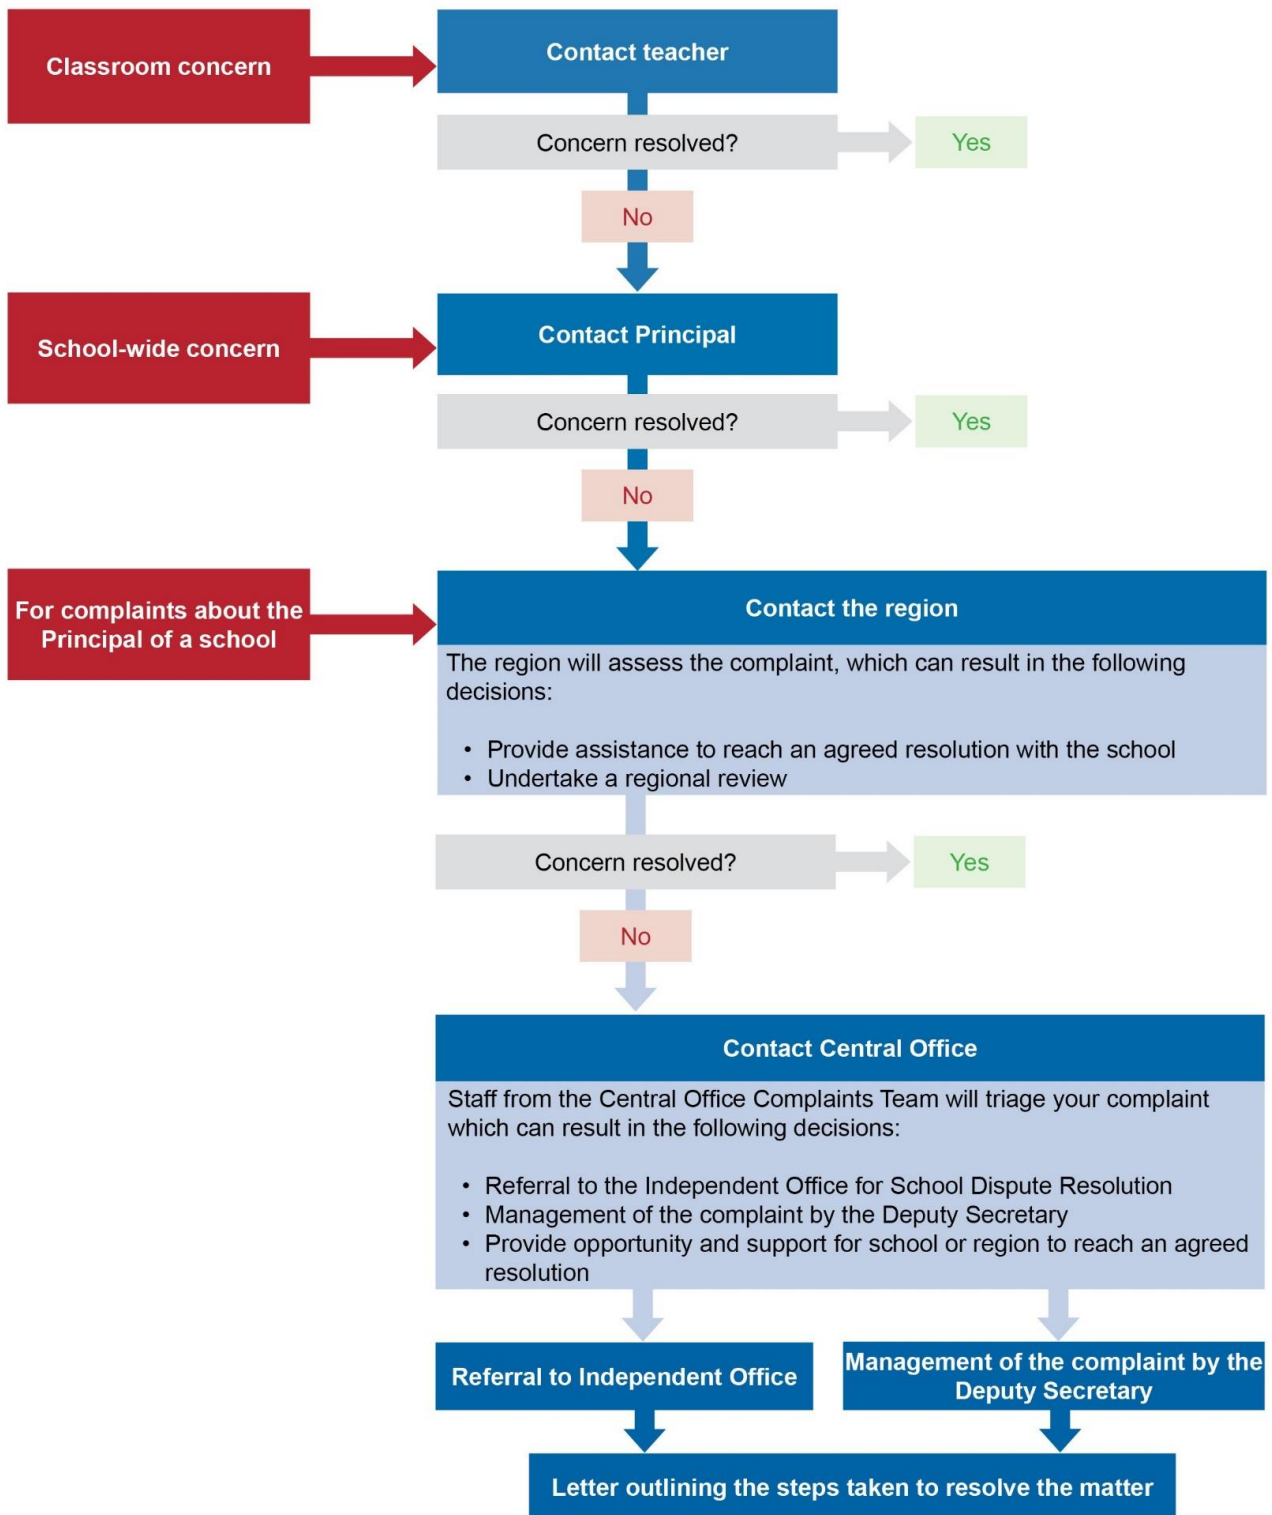 Classroom concern
Contact teacher
Concern resolved?
Yes
No
School-wide concern
Contact Principal
Concern resolved?
Yes
No
For complaints about the
Principal of a school
Contact the region
The region will assess the complaint, which can result in the following
decisions:
• Provide assistance to reach an agreed resolution with the school
• Undertake a regional review
Concern resolved?
Yes
No
Contact Central Office
Staff from the Central Office Complaints Team will triage your complaint
which can result in the following decisions:
• Referral to the Independent Office for School Dispute Resolution
• Management of the complaint by the Deputy Secretary
• Provide opportunity and support for school or region to reach an agreed
resolution
Referral to Independent Office
Management of the complaint by the
Deputy Secretary
Letter outlining the steps taken to resolve the matter